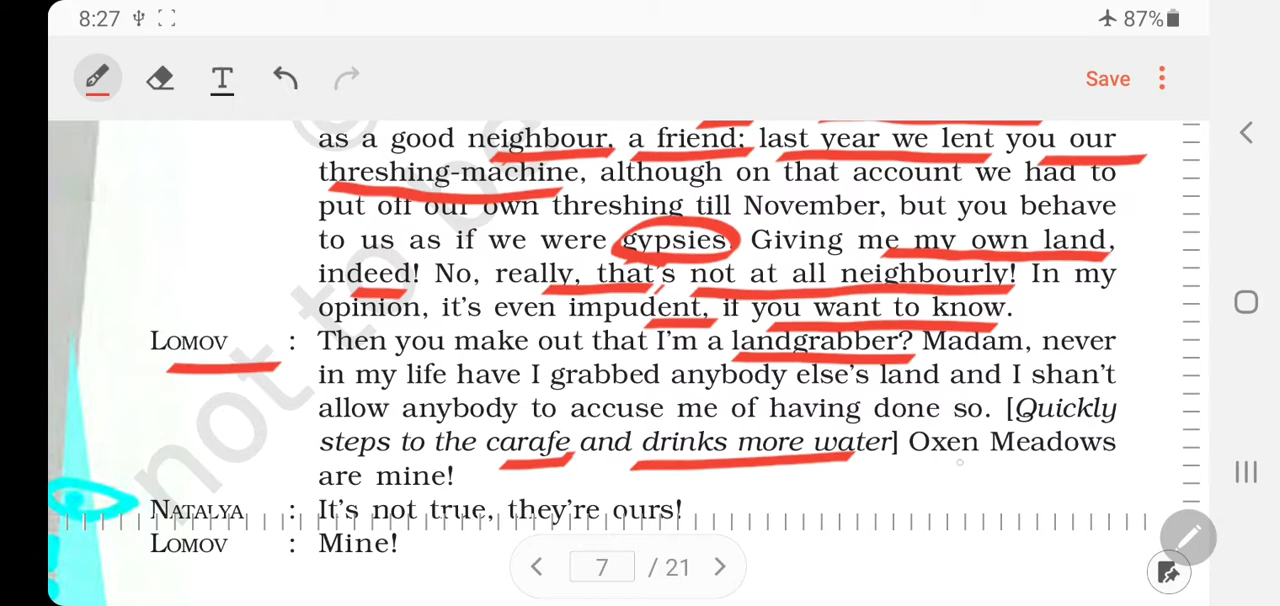 8:27
87%
T
Save
as a good neighbour, a friend: last year we lent you our
threshing-machine, although on that account we had to
put off our own threshing till November, but you behave
to us as if we were gypsies. Giving me my own land,
indeed! No, really, that's not at all neighbourly! In my
opinion, it's even impudent, if you want to know.
LOMOV : Then you make out that I'm a landgrabber? Madam, never
in my life have I grabbed anybody else's land and I shan't
allow anybody to accuse me of having done so. [Quickly
steps to the carafe and drinks more water] Oxen Meadows
are mine!
NATALYA : It's not true, they're ours!
LOMOV : Mine!
7 / 21
not to be